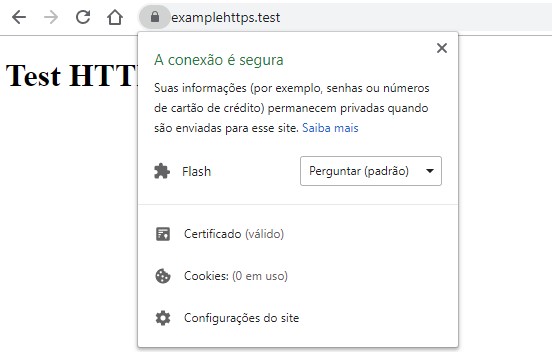 examplehttps.test
A conexão é segura
Test HTT
Suas informações (por exemplo, senhas ou números
de cartão de crédito) permanecem privadas quando
são enviadas para esse site. Saiba mais
Flash Perguntar (padrão)
Certificado (válido)
Cookies: (0 em uso)
Configurações do site